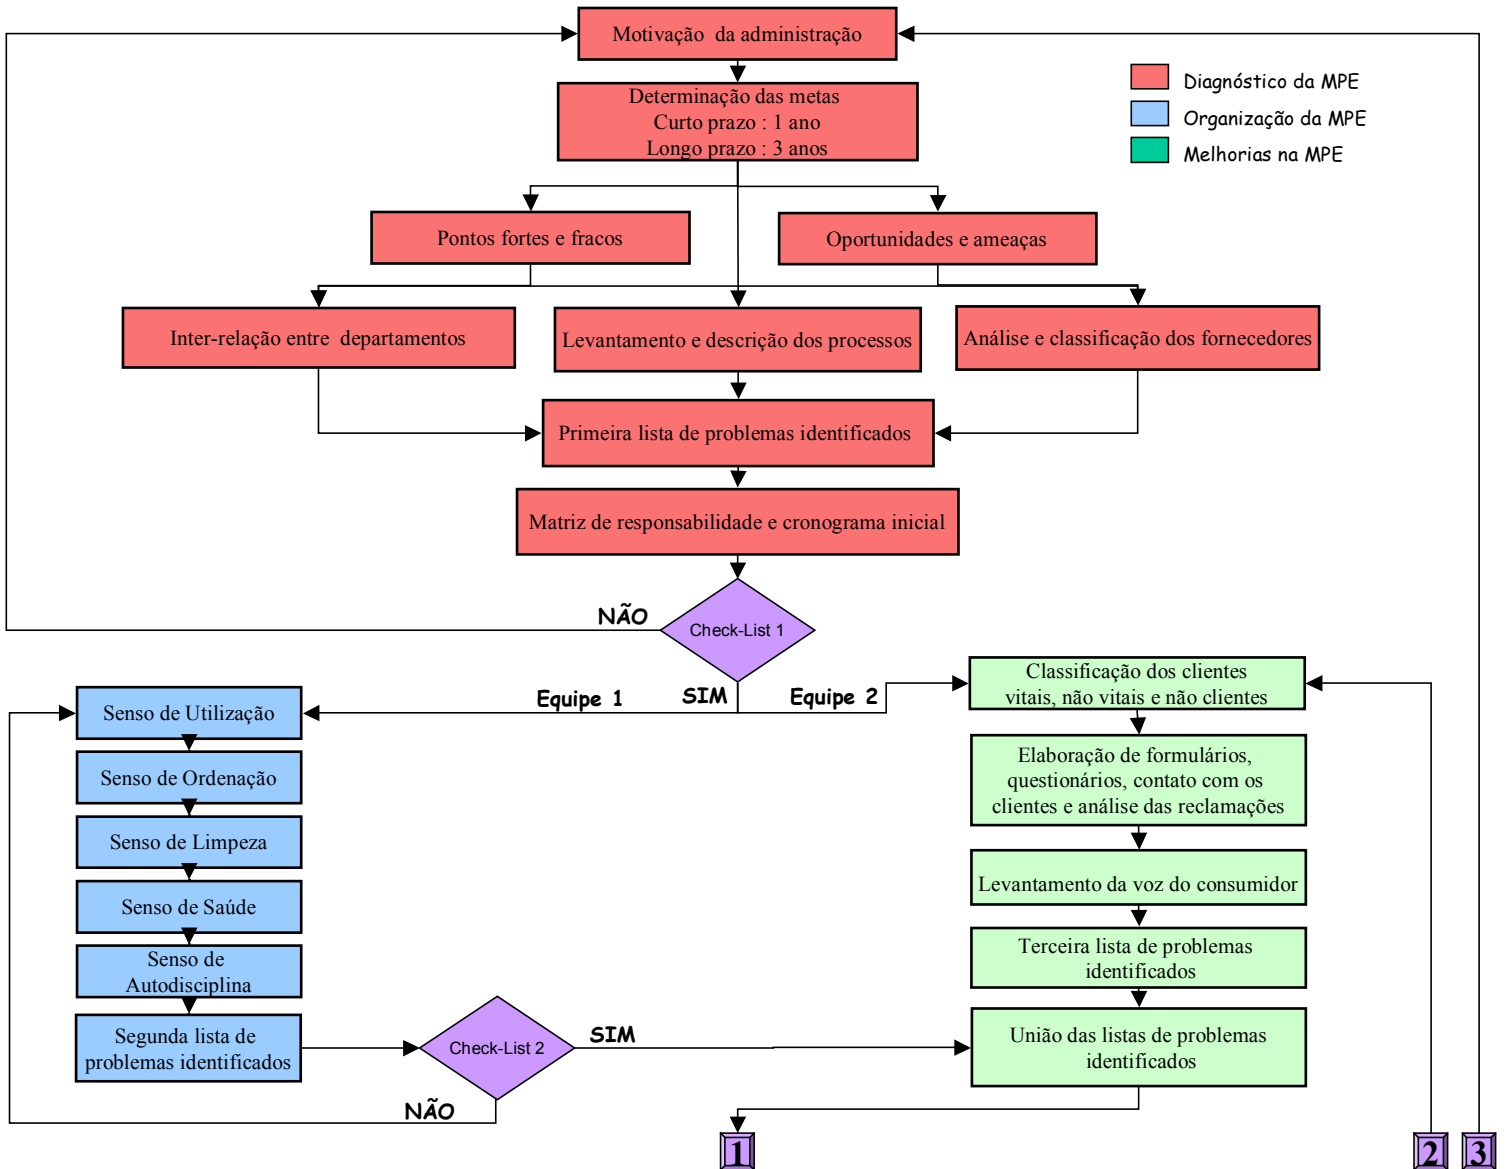 Motivação da administração
Diagnóstico da MPE
Organização da MPE
Melhorias na MPE
Determinação das metas
Curto prazo : 1 ano
Longo prazo : 3 anos
Pontos fortes e fracos
Oportunidades e ameaças
Inter-relação entre departamentos
Levantamento e descrição dos processos
Análise e classificação dos fornecedores
Primeira lista de problemas identificados
Matriz de responsabilidade e cronograma inicial
NÃO
Check-List 1
Equipe 1
SIM
Equipe 2
Senso de Utilização
Senso de Ordenação
Senso de Limpeza
Senso de Saúde
Senso de
Autodisciplina
Segunda lista de
problemas identificados
Check-List 2
SIM
NÃO
Classificação dos clientes
vitais, não vitais e não clientes
Elaboração de formulários,
questionários, contato com os
clientes e análise das reclamações
Levantamento da voz do consumidor
Terceira lista de problemas
identificados
União das listas de problemas
identificados
1
2
3